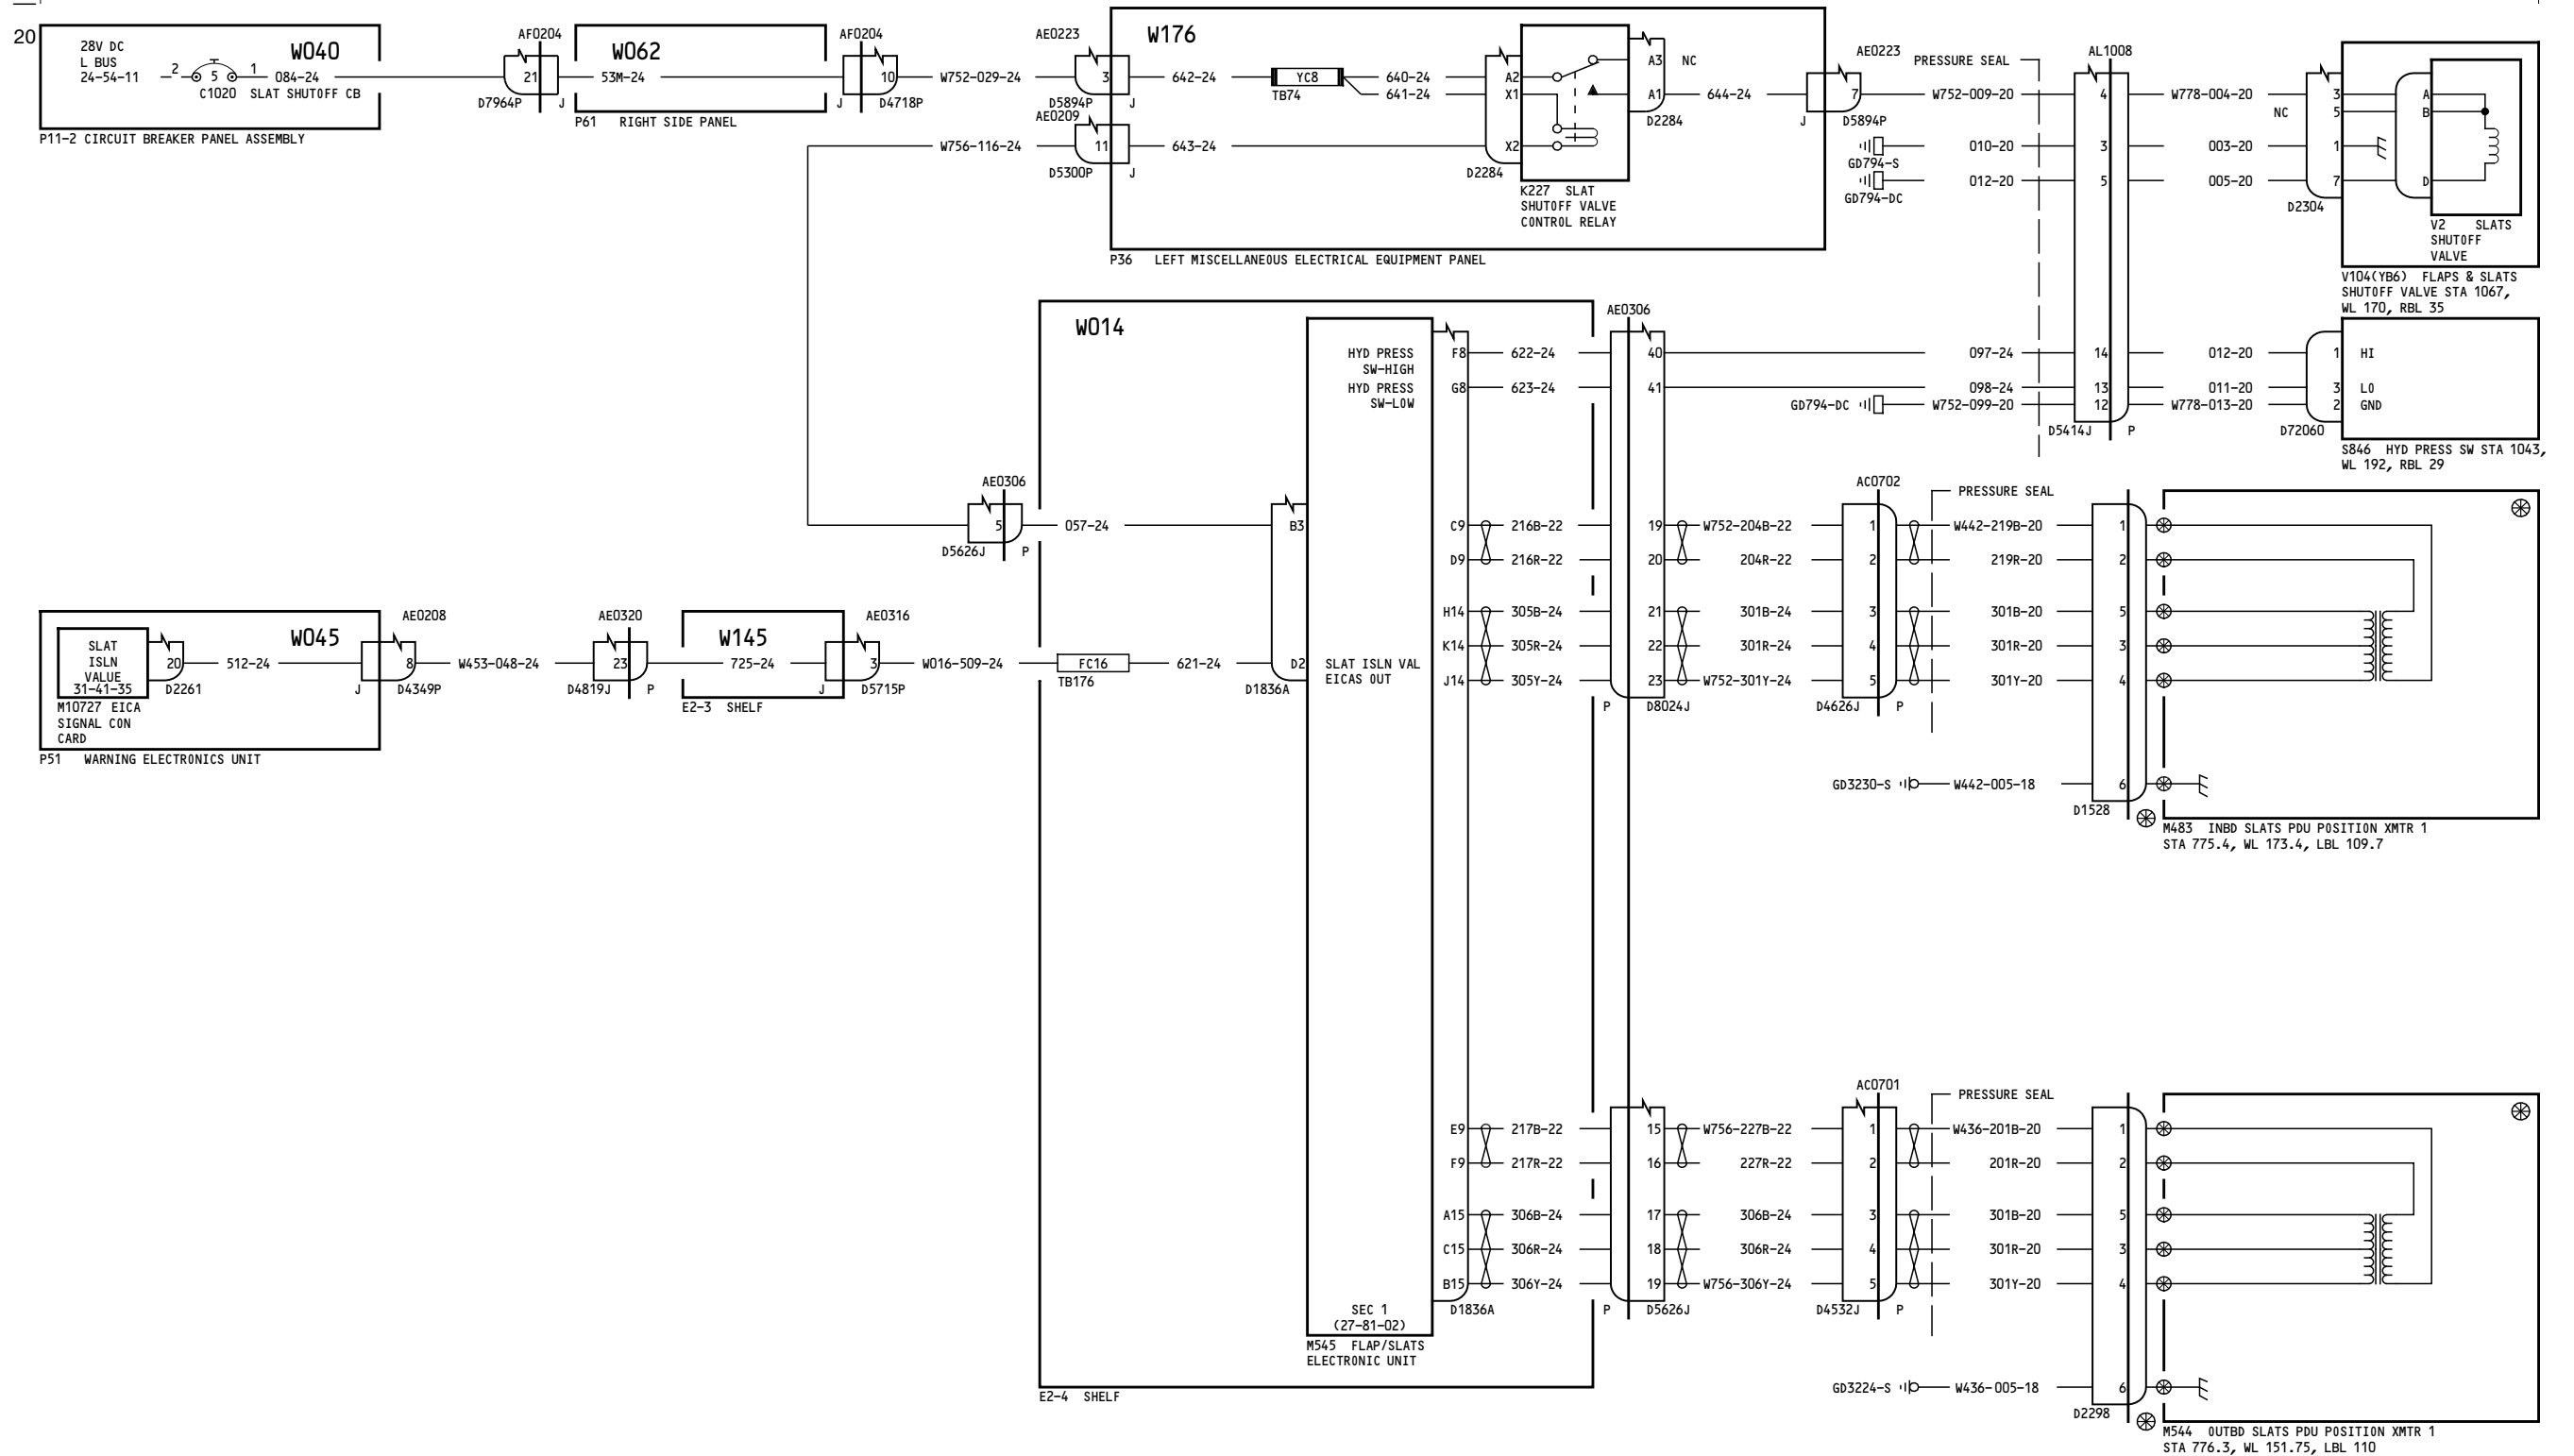 20
28V DC
L BUS
24-54-11
2
5
1
084-24
C1020 SLAT SHUTOFF CB
W040
P11-2 CIRCUIT BREAKER PANEL ASSEMBLY
AF0204
21
D7964P
J
W062
53M-24
P61 RIGHT SIDE PANEL
AF0204
10
J
D4718P
W752-029-24
AE0223
3
D5894P
J
AE0209
W756-116-24
11
D5300P
J
W176
642-24
YC8
TB74
640-24
641-24
643-24
A2
X1
X2
D2284
K227 SLAT
SHUTOFF VALVE
CONTROL RELAY
A3
NC
A1
D2284
644-24
P36 LEFT MISCELLANEOUS ELECTRICAL EQUIPMENT PANEL
AE0223
7
J
D5894P
PRESSURE SEAL
W752-009-20
GD794-S
010-20
GD794-DC
012-20
AL1008
4
3
5
W778-004-20
NC
003-20
005-20
3
5
1
7
D2304
A
B
D
V2 SLATS
SHUTOFF
VALVE
V104(YB6) FLAPS & SLATS
SHUTOFF VALVE STA 1067,
WL 170, RBL 35
W014
HYD PRESS
SW-HIGH
HYD PRESS
SW-LOW
F8
622-24
G8
623-24
AE0306
40
41
097-24
098-24
GD794-DC
W752-099-20
14
13
12
D5414J
P
012-20
011-20
W778-013-20
1
3
2
D72060
HI
LO
GND
S846 HYD PRESS SW STA 1043,
WL 192, RBL 29
AE0306
5
D5626J
P
057-24
B3
C9
216B-22
19
W752-204B-22
D9
216R-22
20
204R-22
H14
305B-24
21
301B-24
K14
305R-24
22
301R-24
J14
305Y-24
23
W752-301Y-24
P
D8024J
AC0702
1
2
3
4
5
D4626J
P
PRESSURE SEAL
W442-219B-20
219R-20
301B-20
301R-20
301Y-20
GD3230-S
W442-005-18
1
2
5
3
4
6
D1528
M483 INBD SLATS PDU POSITION XMTR 1
STA 775.4, WL 173.4, LBL 109.7
SLAT
ISLN
VALUE
31-41-35
M10727 EICA
SIGNAL CON
CARD
20
D2261
W045
512-24
P51 WARNING ELECTRONICS UNIT
AE0208
8
J
D4349P
W453-048-24
AE0320
23
D4819J
P
W145
725-24
E2-3 SHELF
AE0316
3
J
D5715P
W016-509-24
FC16
TB176
621-24
D2
D1836A
SLAT ISLN VAL
EICAS OUT
E9
217B-22
15
W756-227B-22
F9
217R-22
16
227R-22
A15
306B-24
17
306B-24
C15
306R-24
18
306R-24
B15
306Y-24
19
W756-306Y-24
D1836A
P
D5626J
SEC 1
(27-81-02)
M545 FLAP/SLATS
ELECTRONIC UNIT
E2-4 SHELF
AC0701
1
2
3
4
5
D4532J
P
PRESSURE SEAL
W436-201B-20
201R-20
301B-20
301R-20
301Y-20
GD3224-S
W436-005-18
1
2
5
3
4
6
D2298
M544 OUTBD SLATS PDU POSITION XMTR 1
STA 776.3, WL 151.75, LBL 110